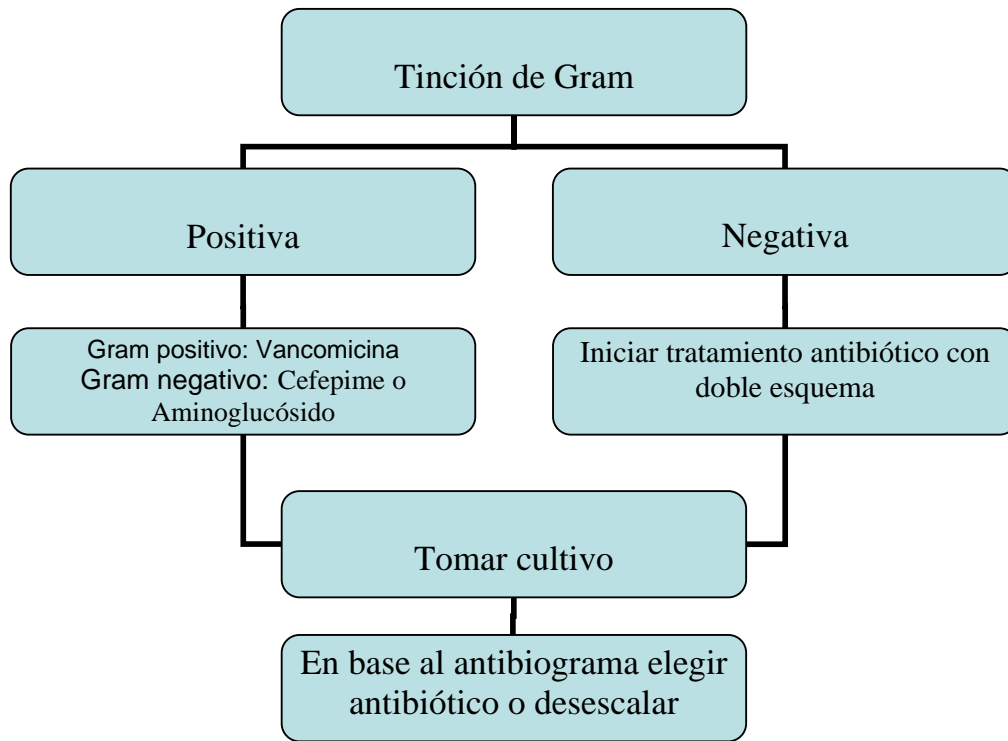 Tinción de Gram
Positiva
Negativa
Gram positivo: Vancomicina
Gram negativo: Cefepime o
Aminoglucósido
Iniciar tratamiento antibiótico con
doble esquema
Tomar cultivo
En base al antibiograma elegir
antibiótico o desescalar